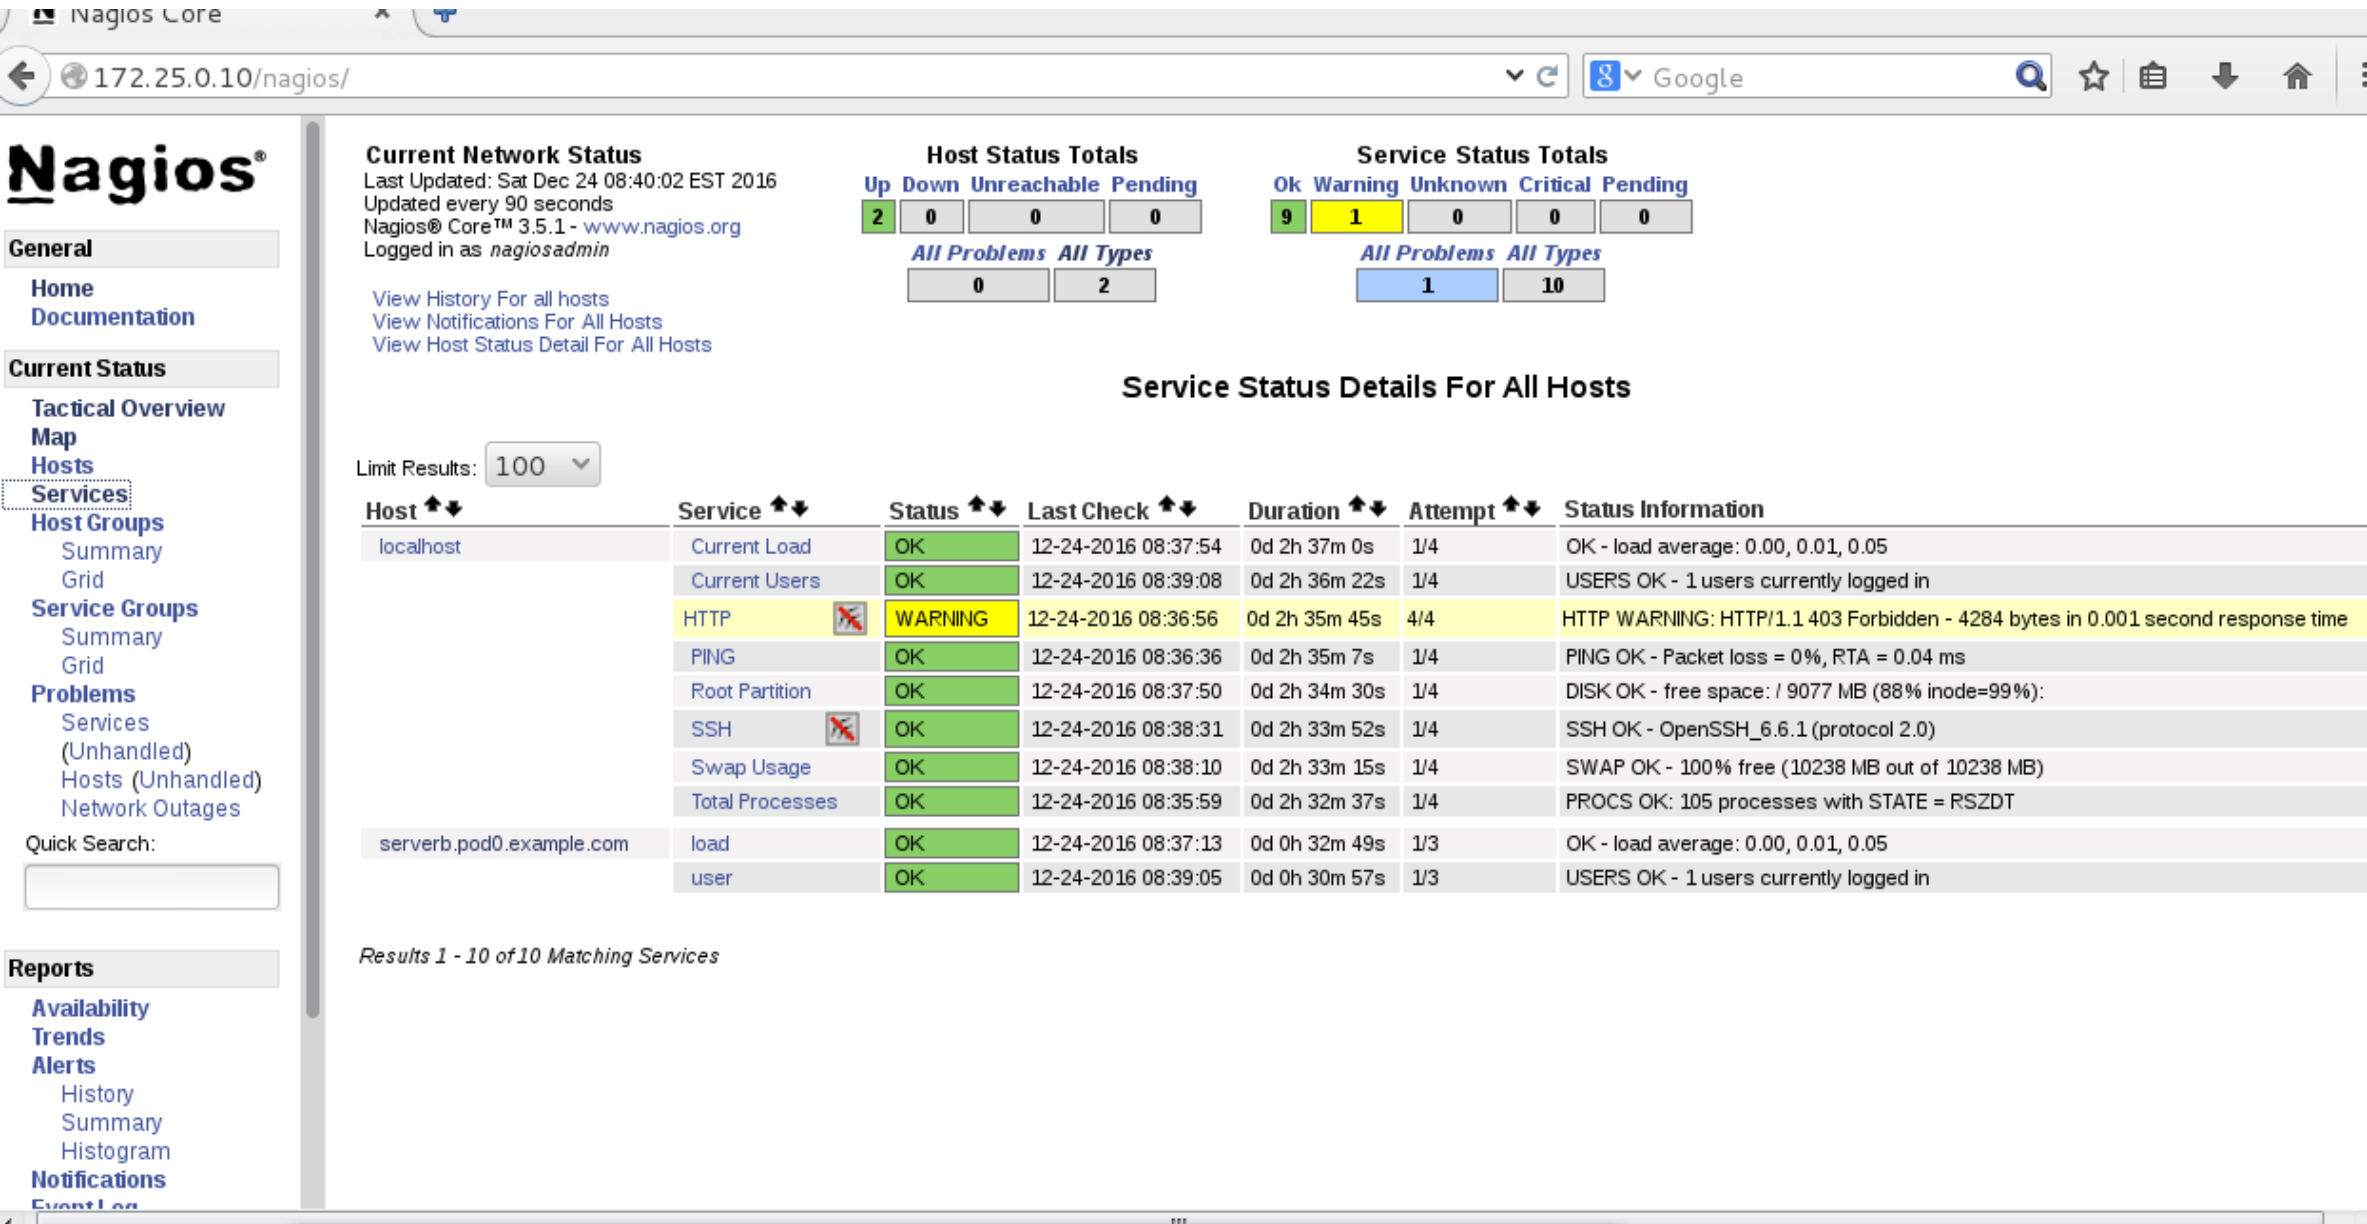 Nagios Core
172.25.0.10/nagios/
Google
Nagios®
General
Home
Documentation
Current Status
Tactical Overview
Map
Hosts
Services
Host Groups
Summary
Grid
Service Groups
Summary
Grid
Problems
Services
(Unhandled)
Hosts (Unhandled)
Network Outages
Quick Search:
Reports
Availability
Trends
Alerts
History
Summary
Histogram
Notifications
Event Log
Current Network Status
Last Updated: Sat Dec 24 08:40:02 EST 2016
Updated every 90 seconds
Nagios® Core™ 3.5.1 - www.nagios.org
Logged in as nagiosadmin
View History For all hosts
View Notifications For All Hosts
View Host Status Detail For All Hosts
Host Status Totals
Up Down Unreachable Pending
2 0 0 0
All Problems All Types
0 2
Service Status Totals
Ok Warning Unknown Critical Pending
9 1 0 0 0
All Problems All Types
1 10
Service Status Details For All Hosts
Limit Results: 100
Host Service Status Last Check Duration Attempt Status Information
localhost Current Load OK 12-24-2016 08:37:54 0d 2h 37m 0s 1/4 OK - load average: 0.00, 0.01, 0.05
Current Users OK 12-24-2016 08:39:08 0d 2h 36m 22s 1/4 USERS OK - 1 users currently logged in
HTTP WARNING 12-24-2016 08:36:56 0d 2h 35m 45s 4/4 HTTP WARNING: HTTP/1.1 403 Forbidden - 4284 bytes in 0.001 second response time
PING OK 12-24-2016 08:36:36 0d 2h 35m 7s 1/4 PING OK - Packet loss = 0%, RTA = 0.04 ms
Root Partition OK 12-24-2016 08:37:50 0d 2h 34m 30s 1/4 DISK OK - free space: / 9077 MB (88% inode=99%):
SSH OK 12-24-2016 08:38:31 0d 2h 33m 52s 1/4 SSH OK - OpenSSH_6.6.1 (protocol 2.0)
Swap Usage OK 12-24-2016 08:38:10 0d 2h 33m 15s 1/4 SWAP OK - 100% free (10238 MB out of 10238 MB)
Total Processes OK 12-24-2016 08:35:59 0d 2h 32m 37s 1/4 PROCS OK: 105 processes with STATE = RSZDT
serverb.pod0.example.com load OK 12-24-2016 08:37:13 0d 0h 32m 49s 1/3 OK - load average: 0.00, 0.01, 0.05
user OK 12-24-2016 08:39:05 0d 0h 30m 57s 1/3 USERS OK - 1 users currently logged in
Results 1 - 10 of 10 Matching Services